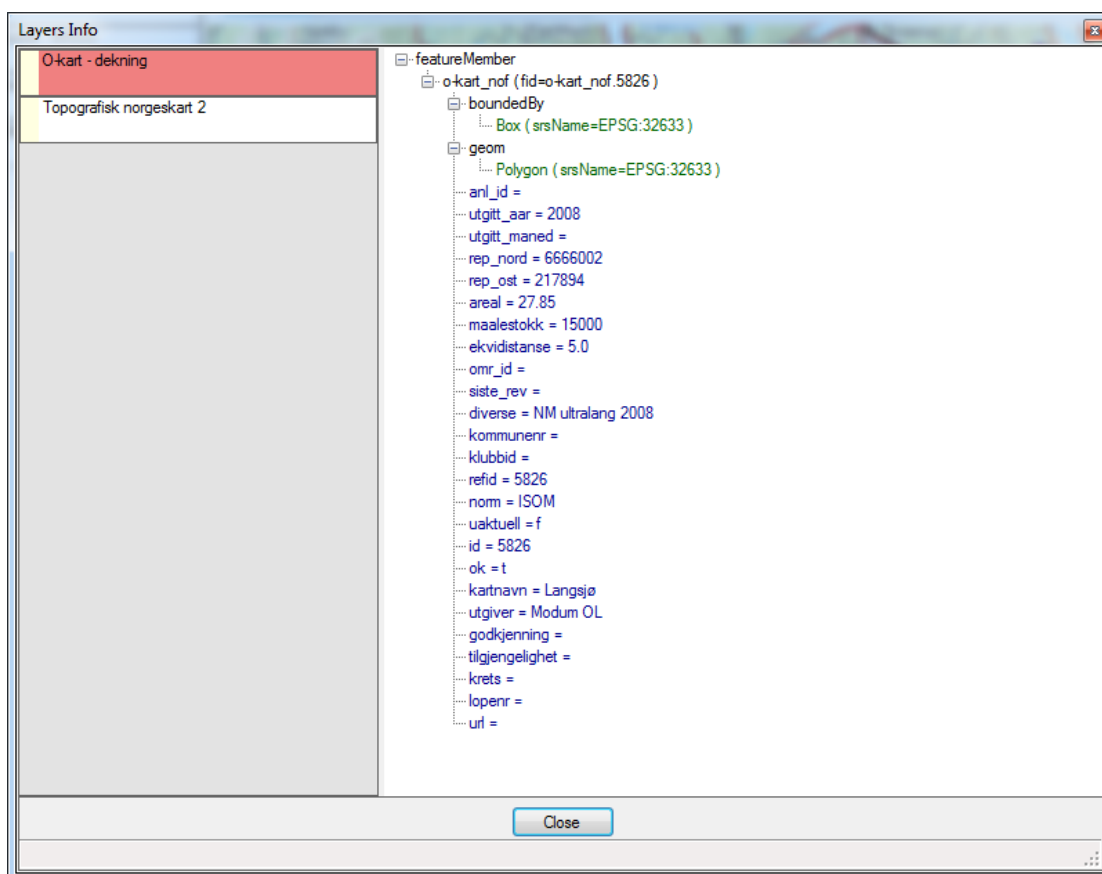 Layers Info
O-kart - dekning
Topografisk norgeskart 2
featureMember
o-kart_nof (fid=o-kart_nof.5826 )
boundedBy
Box ( srsName=EPSG:32633 )
geom
Polygon ( srsName=EPSG:32633 )
anl_id =
utgitt_aar = 2008
utgitt_maned =
rep_nord = 6666002
rep_ost = 217894
areal = 27.85
maalestokk = 15000
ekvidistanse = 5.0
omr_id =
siste_rev =
diverse = NM ultralang 2008
kommunenr =
klubbid =
refid = 5826
norm = ISOM
uaktuell = f
id = 5826
ok = t
kartnavn = Langsjø
utgiver = Modum OL
godkjenning =
tilgjengelighet =
krets =
lopenr =
url =
Close